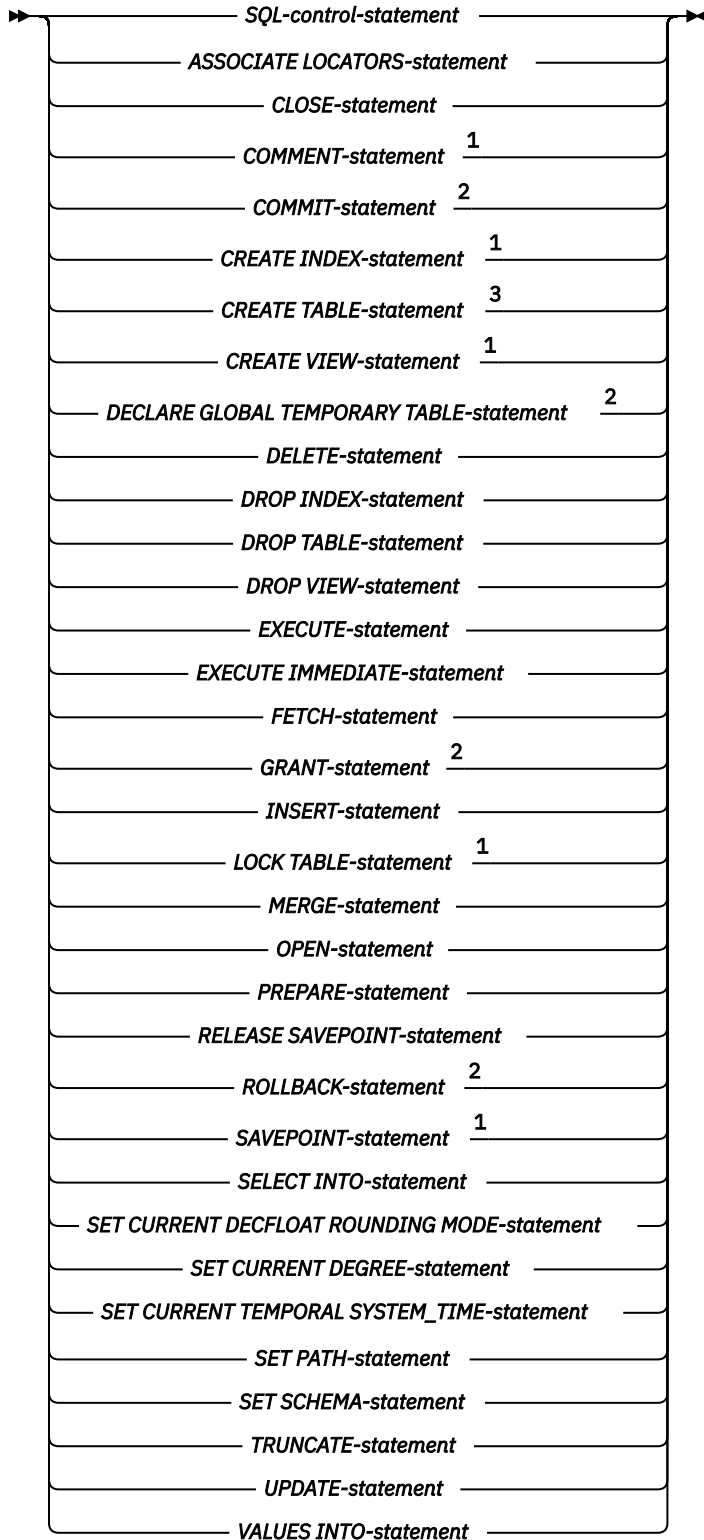 SQL-control-statement
ASSOCIATE LOCATORS-statement
CLOSE-statement
COMMENT-statement 1
COMMIT-statement 2
CREATE INDEX-statement 1
CREATE TABLE-statement 3
CREATE VIEW-statement 1
DECLARE GLOBAL TEMPORARY TABLE-statement 2
DELETE-statement
DROP INDEX-statement
DROP TABLE-statement
DROP VIEW-statement
EXECUTE-statement
EXECUTE IMMEDIATE-statement
FETCH-statement
GRANT-statement 2
INSERT-statement
LOCK TABLE-statement 1
MERGE-statement
OPEN-statement
PREPARE-statement
RELEASE SAVEPOINT-statement
ROLLBACK-statement 2
SAVEPOINT-statement 1
SELECT INTO-statement
SET CURRENT DECFLOAT ROUNDING MODE-statement
SET CURRENT DEGREE-statement
SET CURRENT TEMPORAL SYSTEM_TIME-statement
SET PATH-statement
SET SCHEMA-statement
TRUNCATE-statement
UPDATE-statement
VALUES INTO-statement